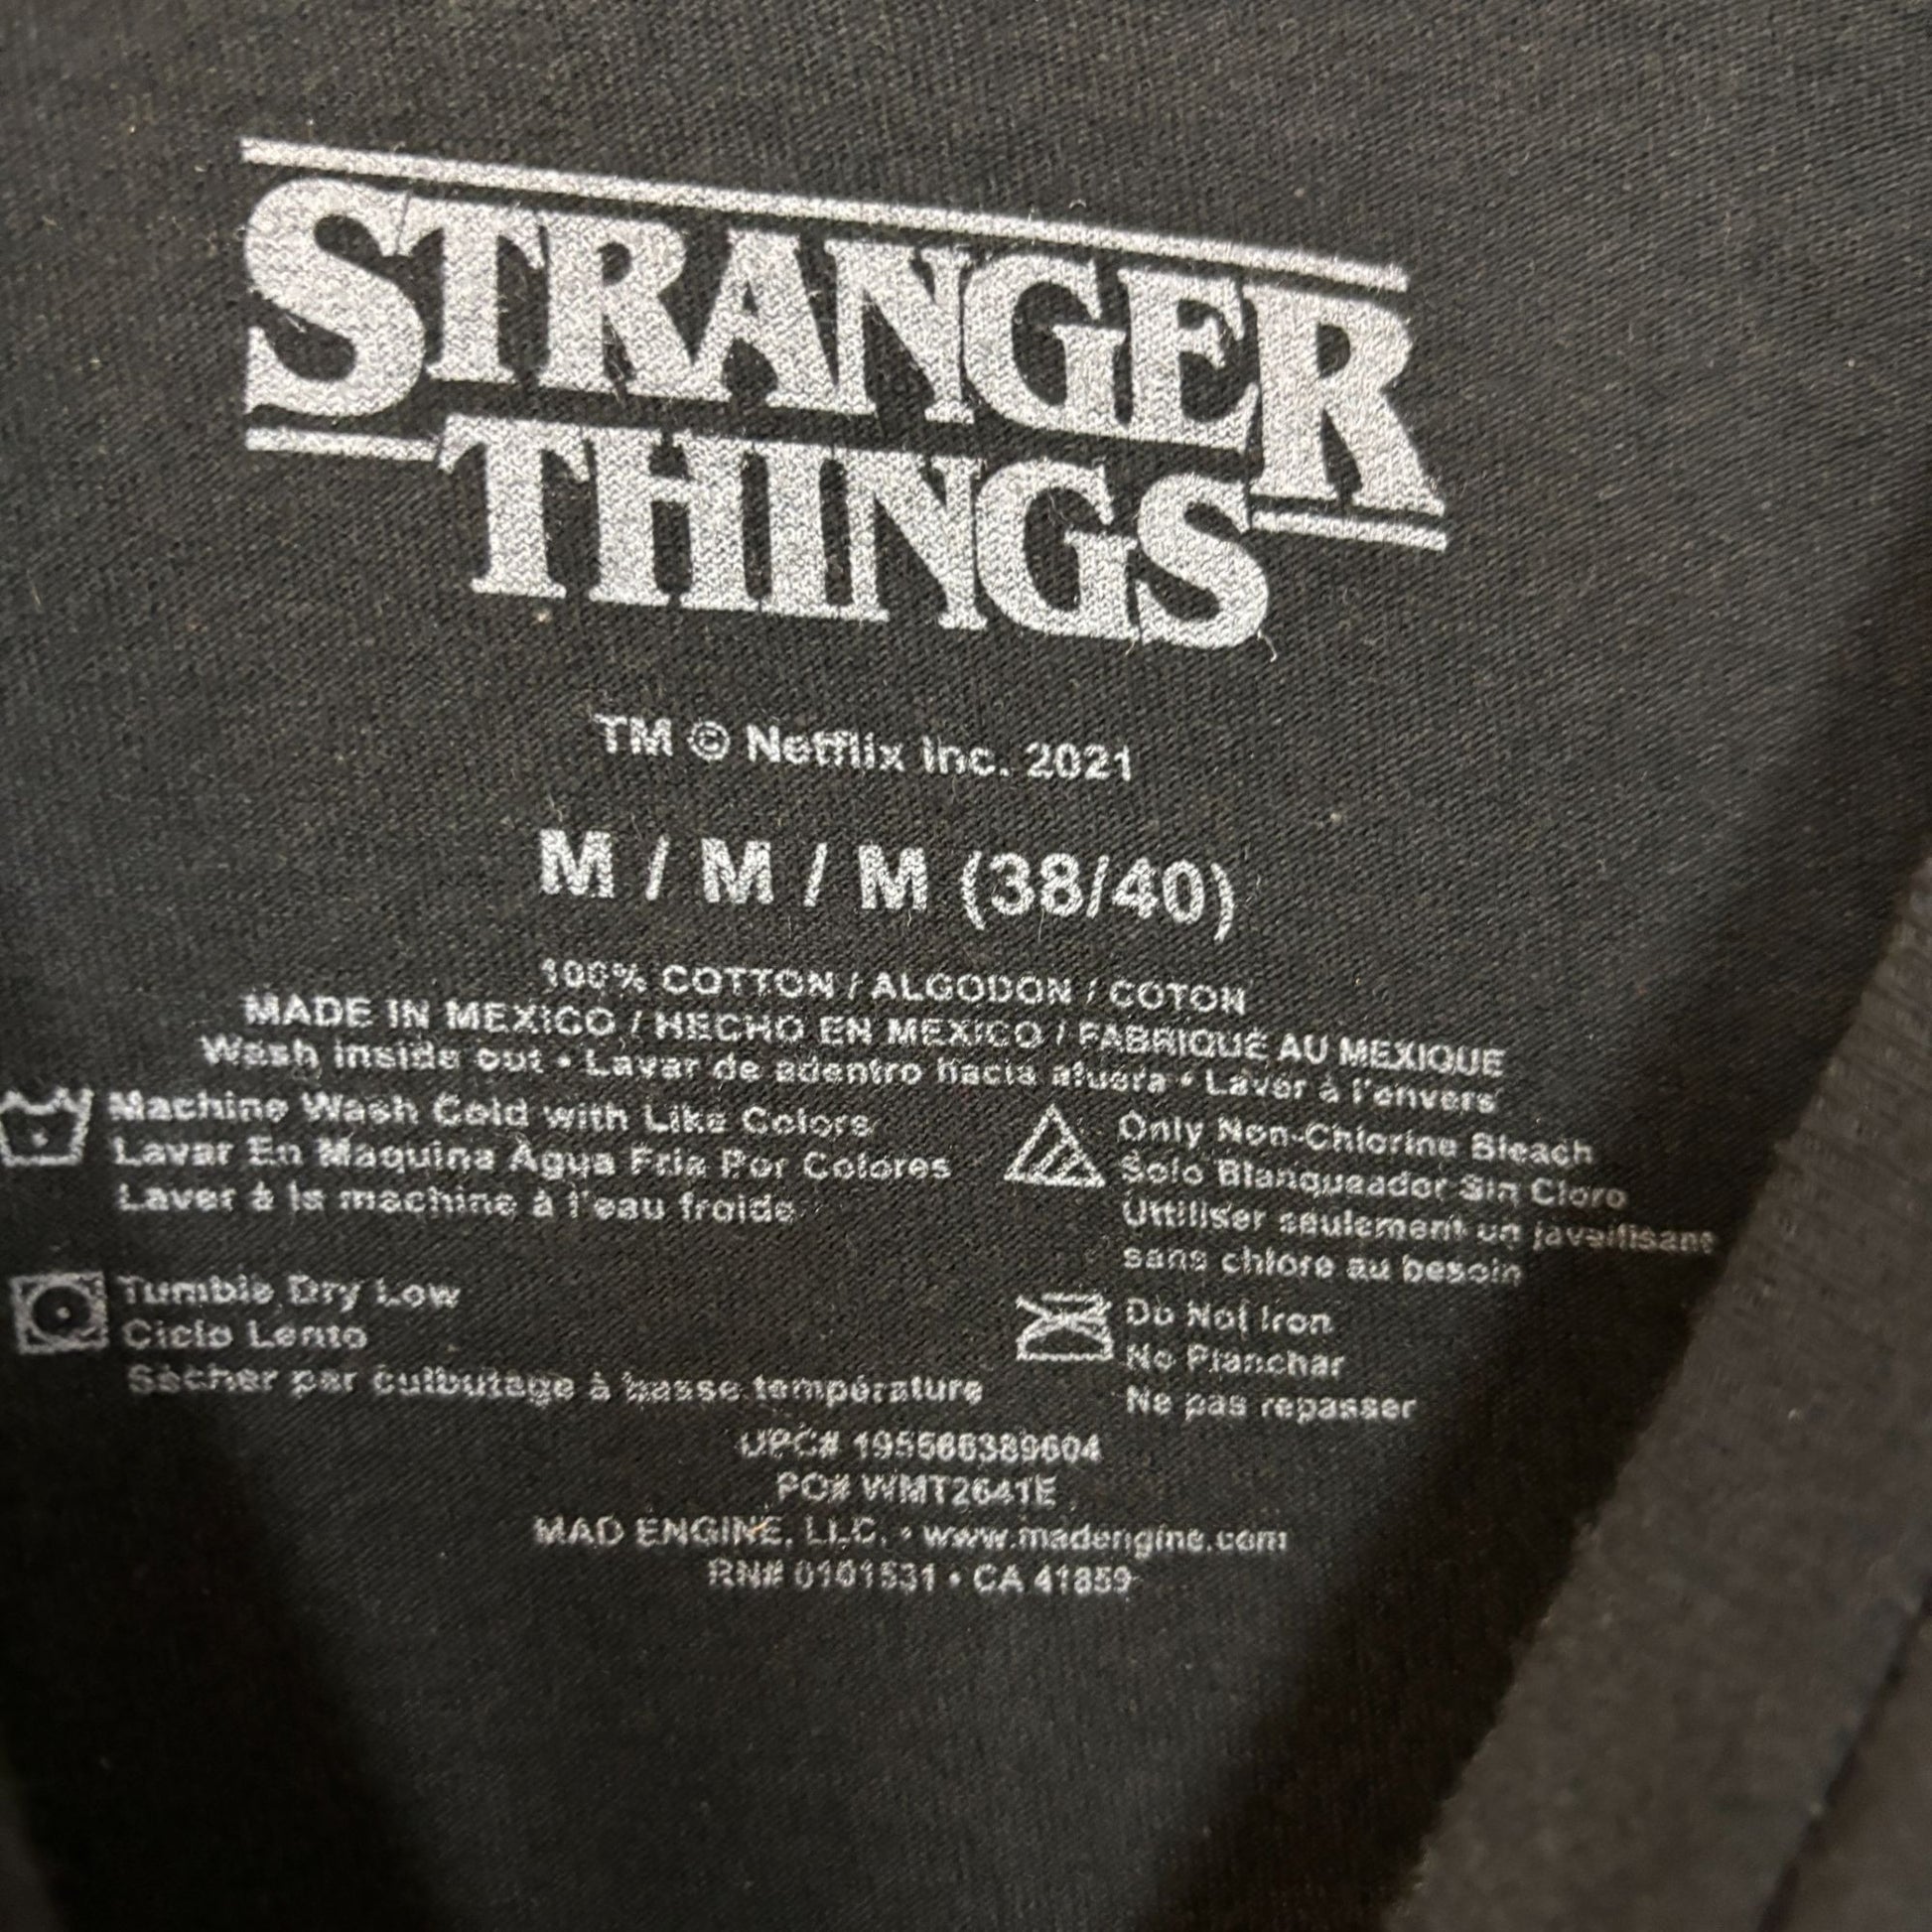 STRANGER
THINGS
TM © Netflix Inc. 2021
M / M / M (38/40)
100% COTTON / ALGODON / COTON
MADE IN MEXICO / HECHO EN MEXICO / FABRIQUÉ AU MEXIQUE
Wash inside out • Lavar de adentro hacia afuera • Laver à l'envers
Machine Wash Cold with Like Colors
Lavar En Maquina Agua Fria Por Colores
Laver à la machine à l'eau froide
Only Non-Chlorine Bleach
Solo Blanqueador Sin Cloro
Uttiliser seulement un javellisant
sans chlore au besoin
Tumble Dry Low
Ciclo Lento
Sécher par culbutage à basse température
Do Not Iron
No Planchar
Ne pas repasser
UPC#
PO# WMT2641E
MAD ENGINE, LLC. • www.madengine.com
RN# 0101531 • CA 41859